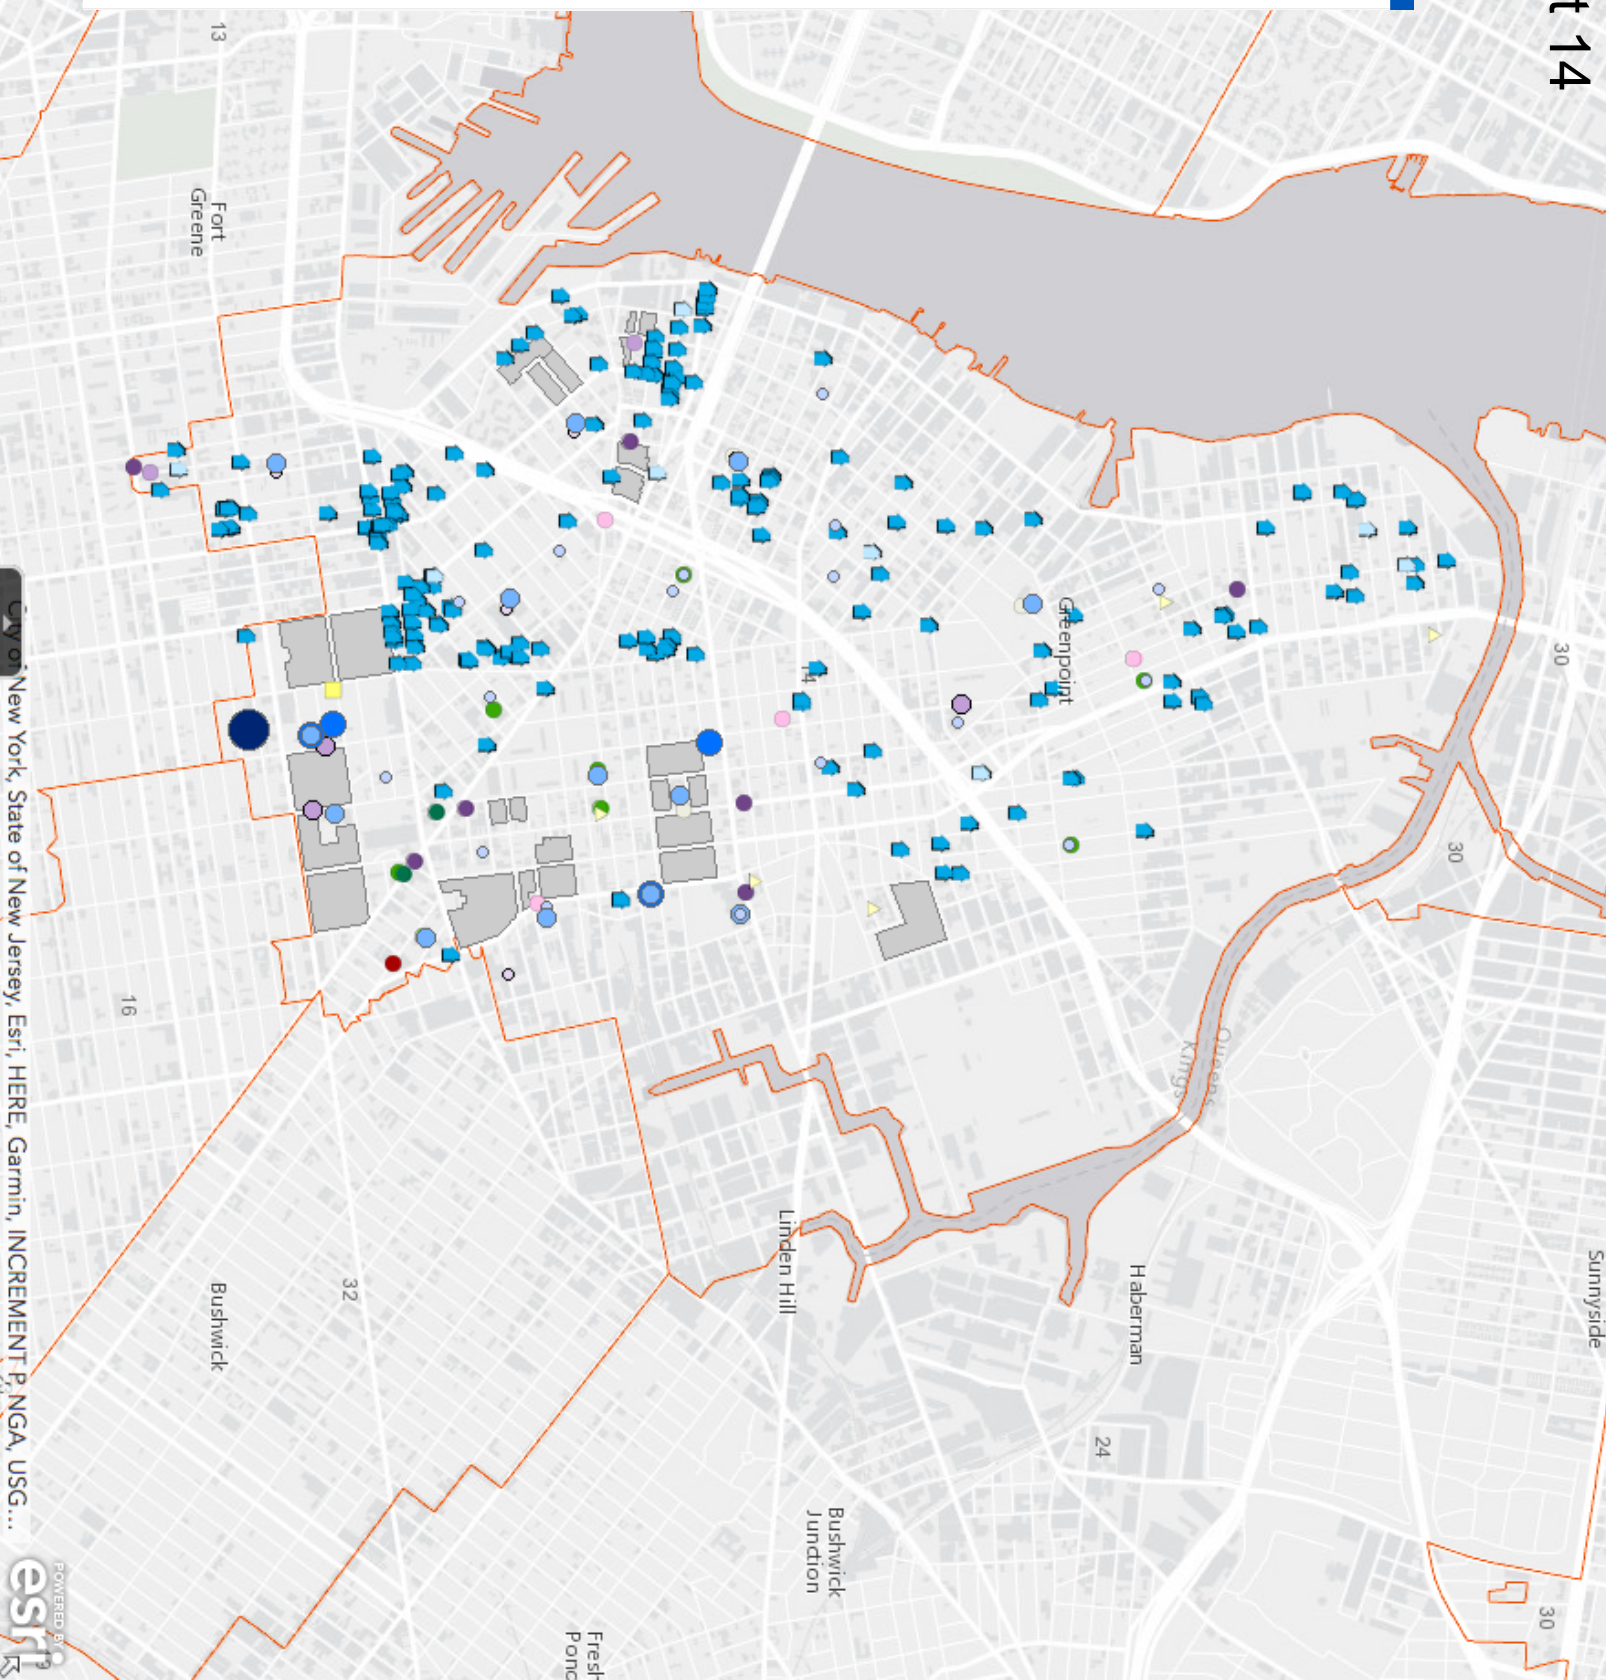 t 14
13
Fort
Greene
30
Greenpoint
14
30
Queens
Kings
16
Linden Hill
Haberman
Sunnyside
Bushwick
32
24
Bushwick
Junction
30
Fresh
Pond
City of New York, State of New Jersey, Esri, HERE, Garmin, INCREMENT P, NGA, USG...
POWERED BY
esri